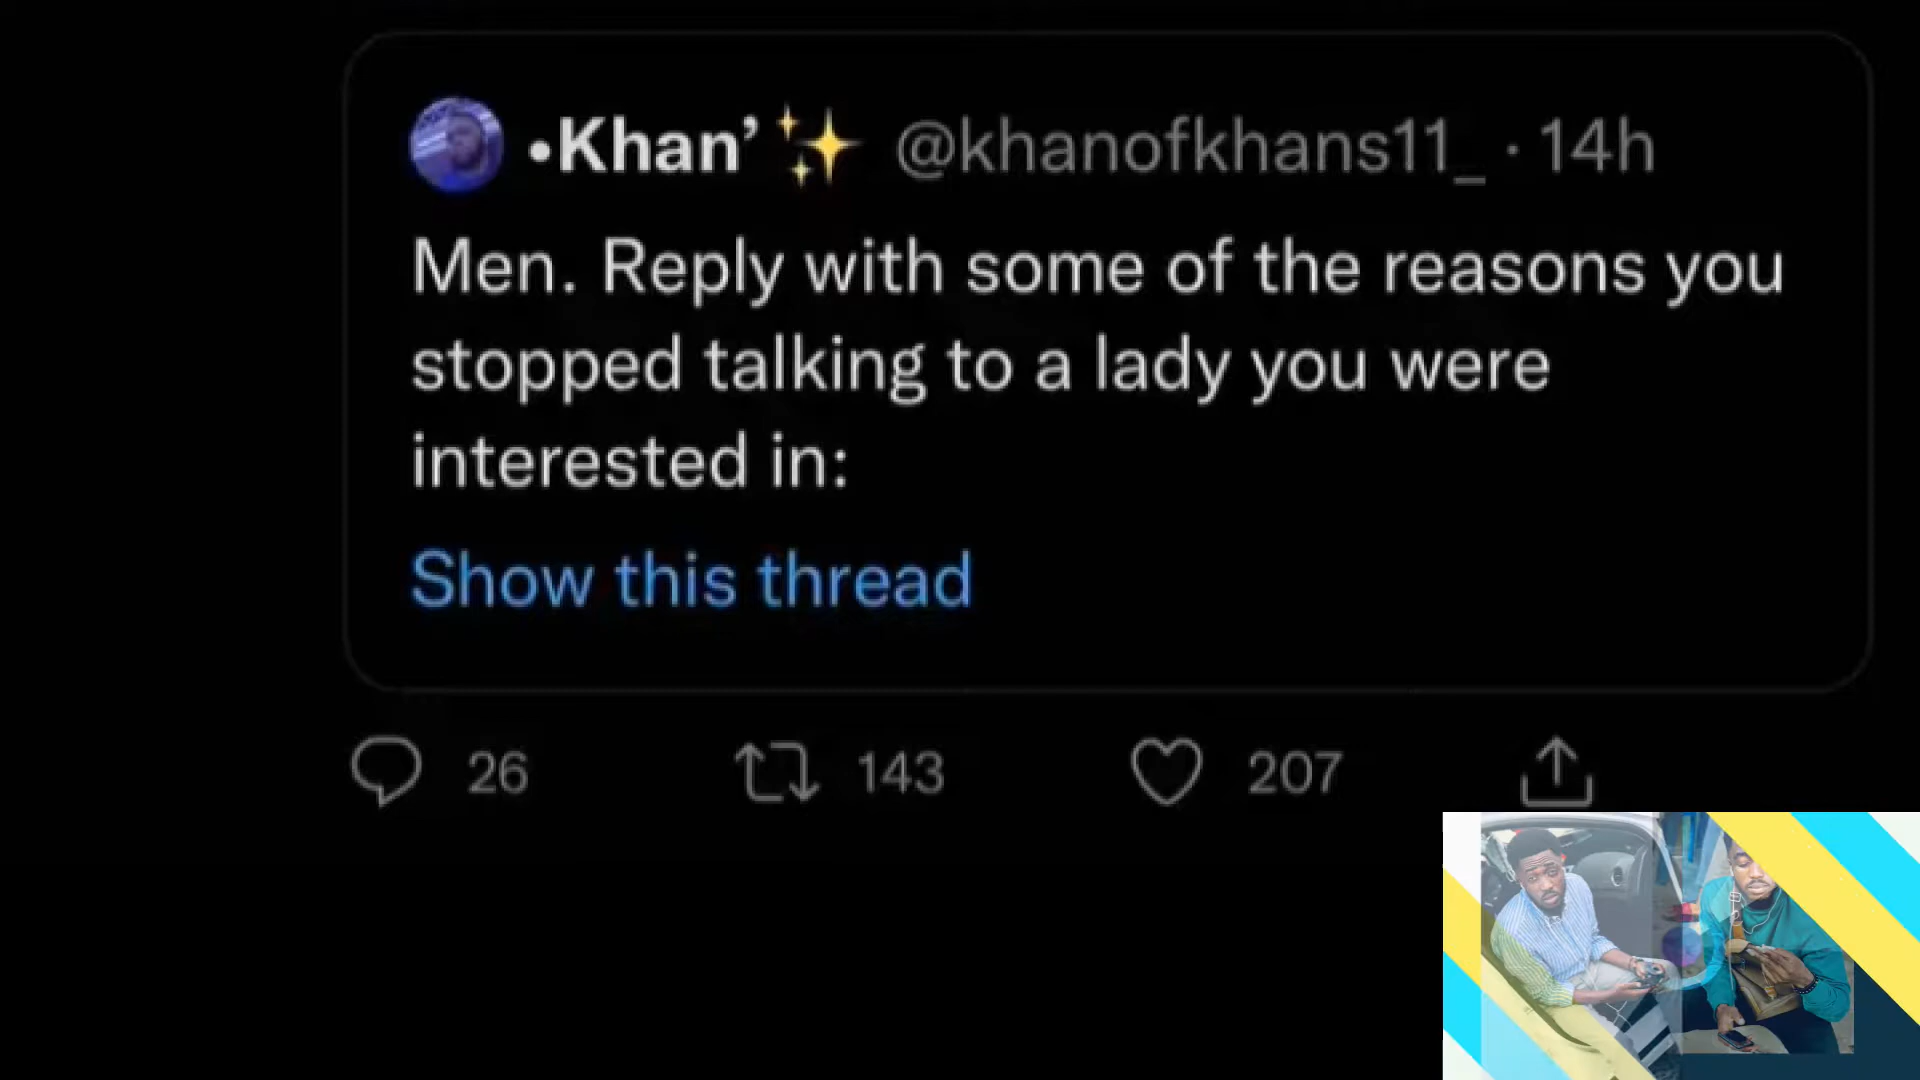 •Khan’✨ @khanofkhans11_ · 14h
Men. Reply with some of the reasons you
stopped talking to a lady you were
interested in:
Show this thread
26 143 207